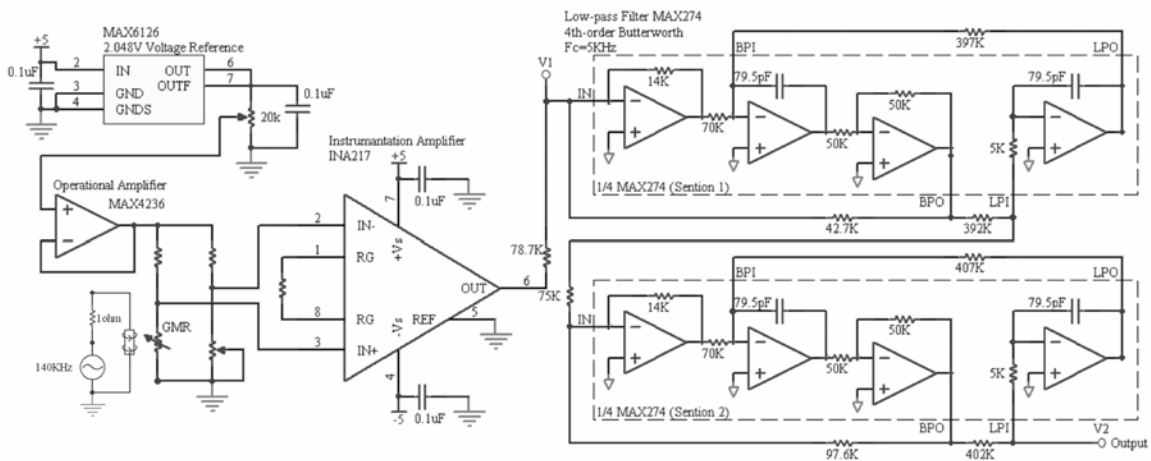 MAX6126
2.048V Voltage Reference
+5
0.1uF
2
IN
OUT
6
OUTF
7
3
GND
4
GNDS
0.1uF
20k
Operational Amplifier
MAX4236
+
−
1ohm
140KHz
GMR
Instrumantation Amplifier
INA217
+5
7
0.1uF
2
IN-
+Vs
1
RG
OUT
6
8
RG
REF
5
-Vs
3
IN+
4
-5
0.1uF
V1
78.7K
75K
Low-pass Filter MAX274
4th-order Butterworth
Fc=5KHz
BPI
397K
LPO
IN
14K
79.5pF
50K
79.5pF
−
+
70K
−
+
50K
−
+
5K
−
+
1/4 MAX274 (Sention 1)
BPO
LPI
42.7K
392K
BPI
407K
LPO
IN
14K
79.5pF
50K
79.5pF
−
+
70K
−
+
50K
−
+
5K
−
+
1/4 MAX274 (Sention 2)
BPO
LPI
V2
Output
97.6K
402K